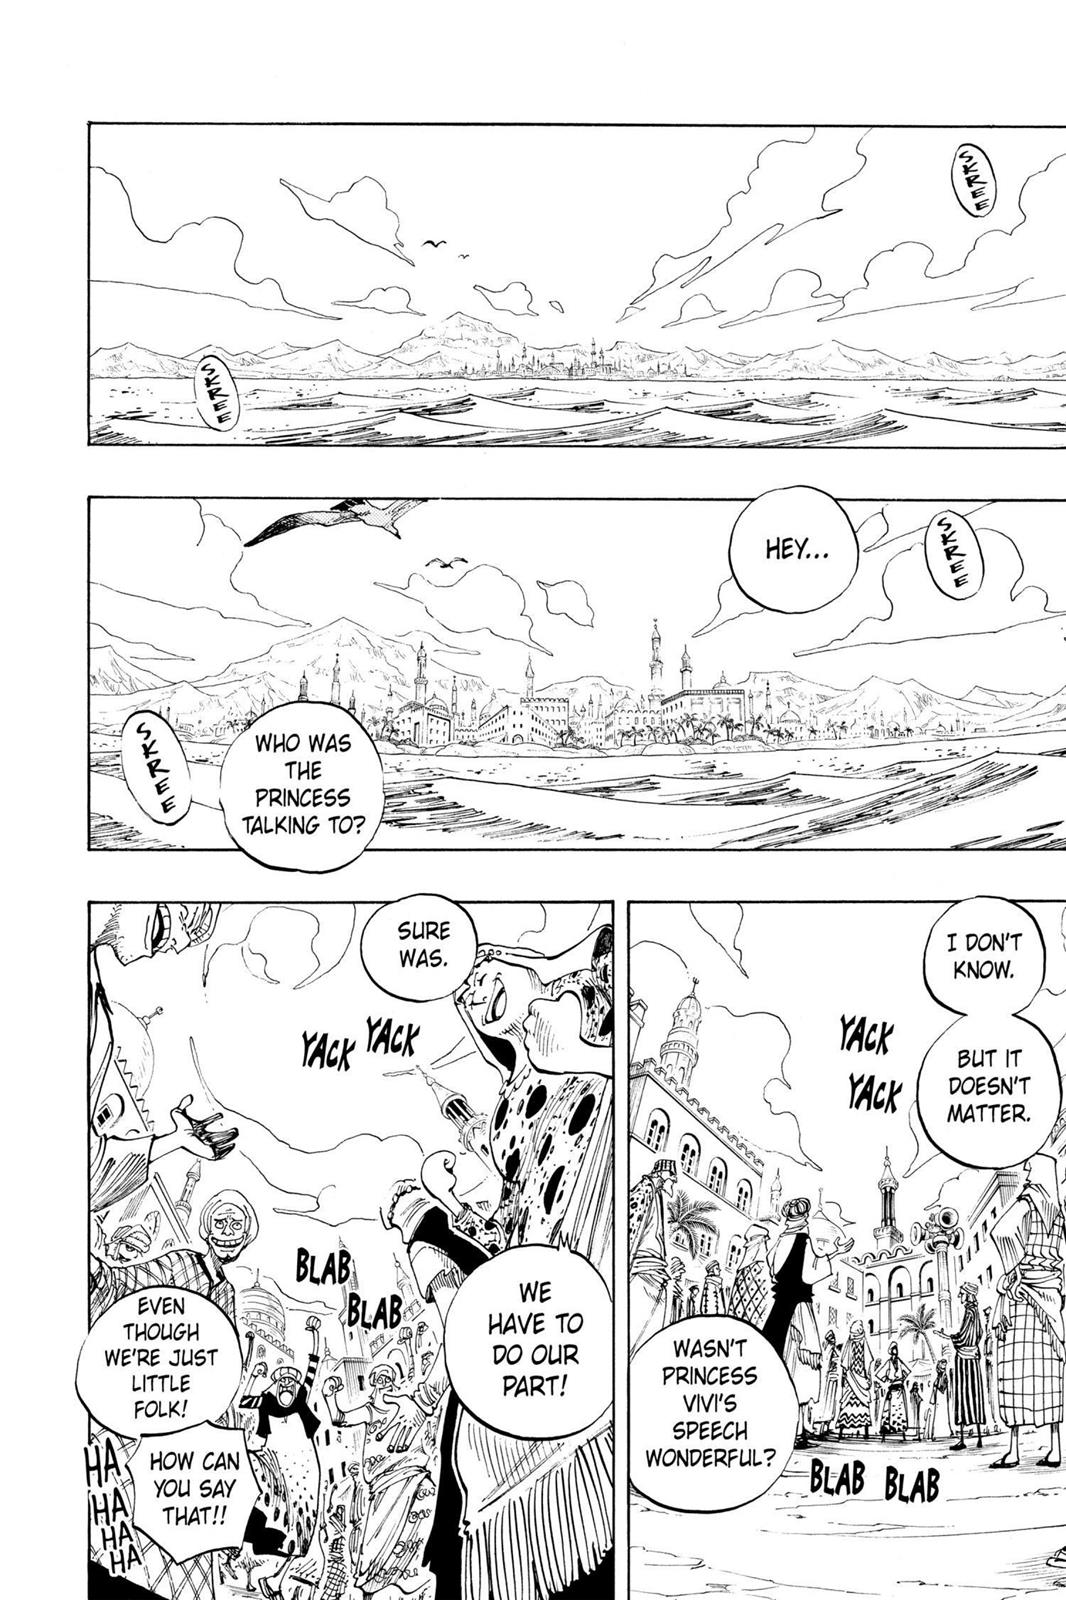 SKREE
SKREE
HEY...
SKREE
SKREE
WHO WAS
THE
PRINCESS
TALKING TO?
I DON'T
KNOW.
BUT IT
DOESN'T
MATTER.
YACK
YACK
WASN'T
PRINCESS
VIVI'S
SPEECH
WONDERFUL?
BLAB BLAB
SURE
WAS.
YACK YACK
WE
HAVE TO
DO OUR
PART!
BLAB
BLAB
EVEN
THOUGH
WE'RE JUST
LITTLE
FOLK!
HOW CAN
YOU SAY
THAT!!
HA
HA
HA
HA